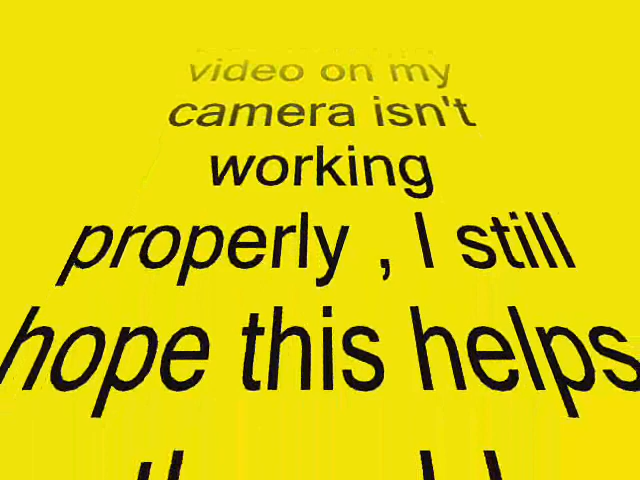 video on my
camera isn't
working
properly , I still
hope this helps